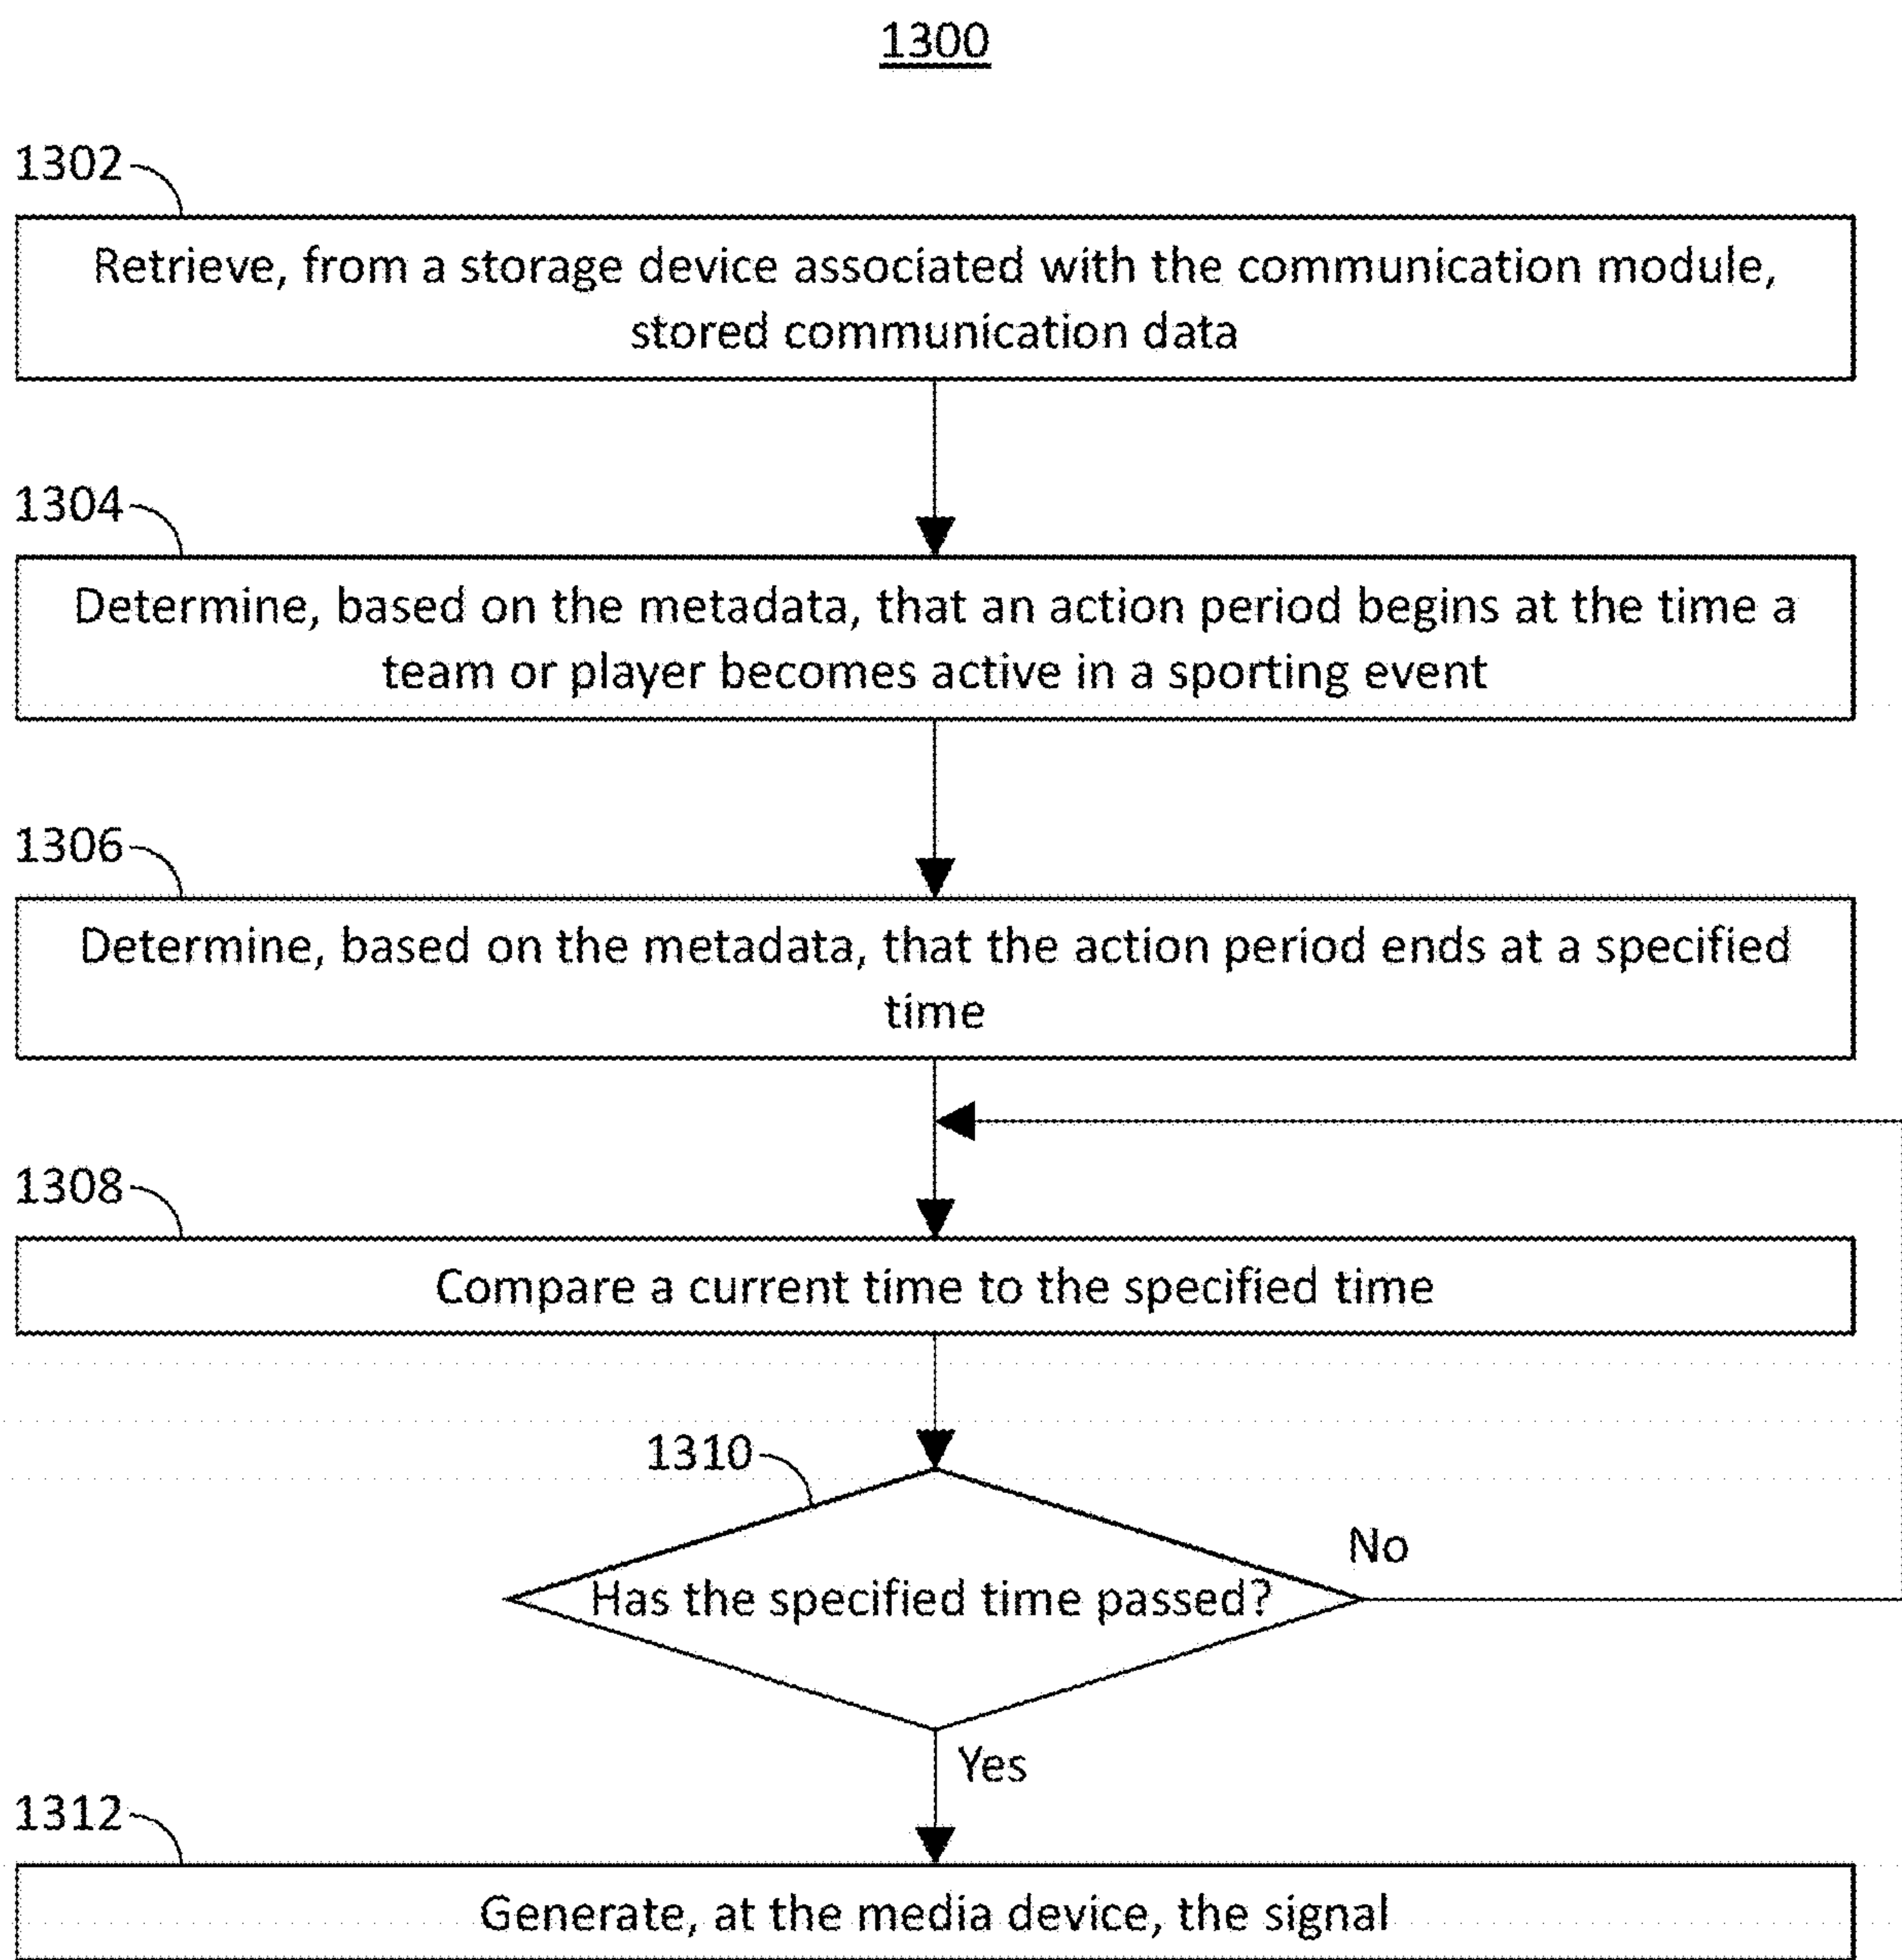 1300
1302
Retrieve, from a storage device associated with the communication module,
stored communication data
1304
Determine, based on the metadata, that an action period begins at the time a
team or player becomes active in a sporting event
1306
Determine, based on the metadata, that the action period ends at a specified
time
1308
Compare a current time to the specified time
1310
No
Has the specified time passed?
Yes
1312
Generate, at the media device, the signal